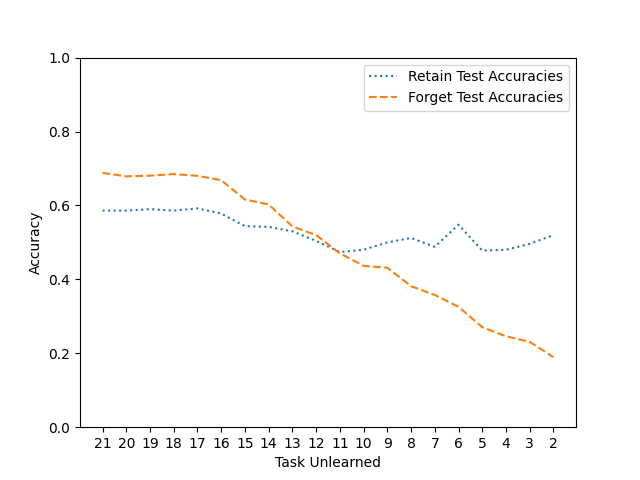 1.0
Retain Test Accuracies
Forget Test Accuracies
0.8
0.6
Accuracy
0.4
0.2
0.0
21 20 19 18 17 16 15 14 13 12 11 10 9 8 7 6 5 4 3 2
Task Unlearned